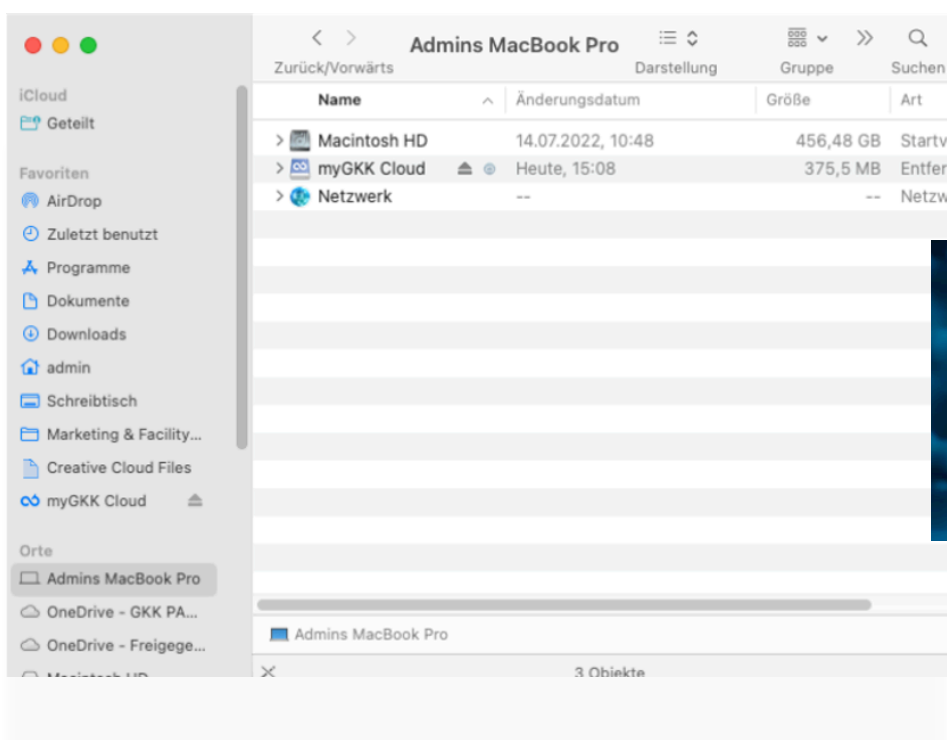 Admins MacBook Pro
Zurück/Vorwärts Darstellung Gruppe Suchen
iCloud
Geteilt
Favoriten
AirDrop
Zuletzt benutzt
Programme
Dokumente
Downloads
admin
Schreibtisch
Marketing & Facility...
Creative Cloud Files
myGKK Cloud
Orte
Admins MacBook Pro
OneDrive - GKK PA...
OneDrive - Freigege...
Macintosh HD
Name Änderungsdatum Größe Art
Macintosh HD 14.07.2022, 10:48 456,48 GB Startv
myGKK Cloud Heute, 15:08 375,5 MB Entfer
Netzwerk -- -- Netzw
Admins MacBook Pro
3 Objekte